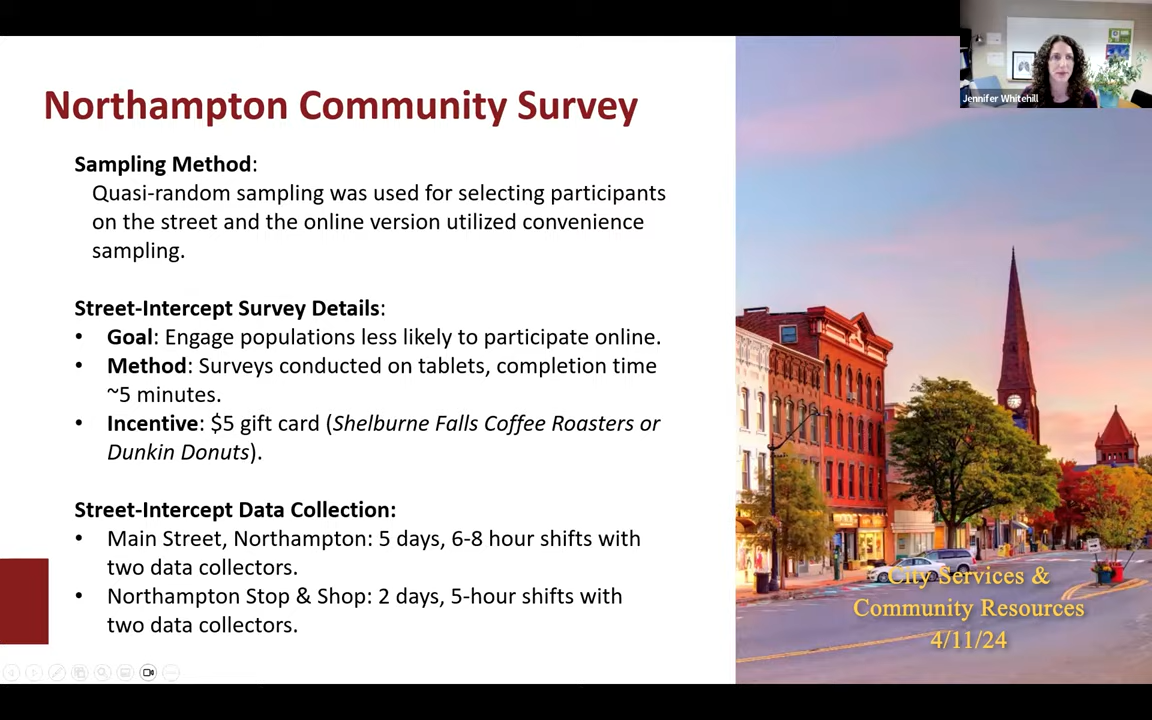 Northampton Community Survey
Sampling Method:
Quasi-random sampling was used for selecting participants
on the street and the online version utilized convenience
sampling.
Street-Intercept Survey Details:
• Goal: Engage populations less likely to participate online.
• Method: Surveys conducted on tablets, completion time
~5 minutes.
• Incentive: $5 gift card (Shelburne Falls Coffee Roasters or
Dunkin Donuts).
Street-Intercept Data Collection:
• Main Street, Northampton: 5 days, 6-8 hour shifts with
two data collectors.
• Northampton Stop & Shop: 2 days, 5-hour shifts with
two data collectors.
Jennifer Whitehill
City Services &
Community Resources
4/11/24